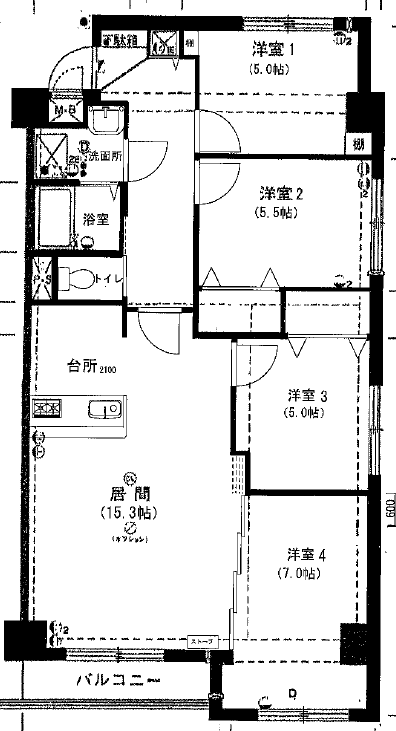 下駄箱
棚
洋室1
(5.0帖)
M・B
棚
洗面所
洋室2
(5.5帖)
浴室
P・S
トイレ
台所 2100
洋室3
(5.0帖)
居間
(15.3帖)
(オプション)
600
洋室4
(7.0帖)
ストーブ
バルコニー
D